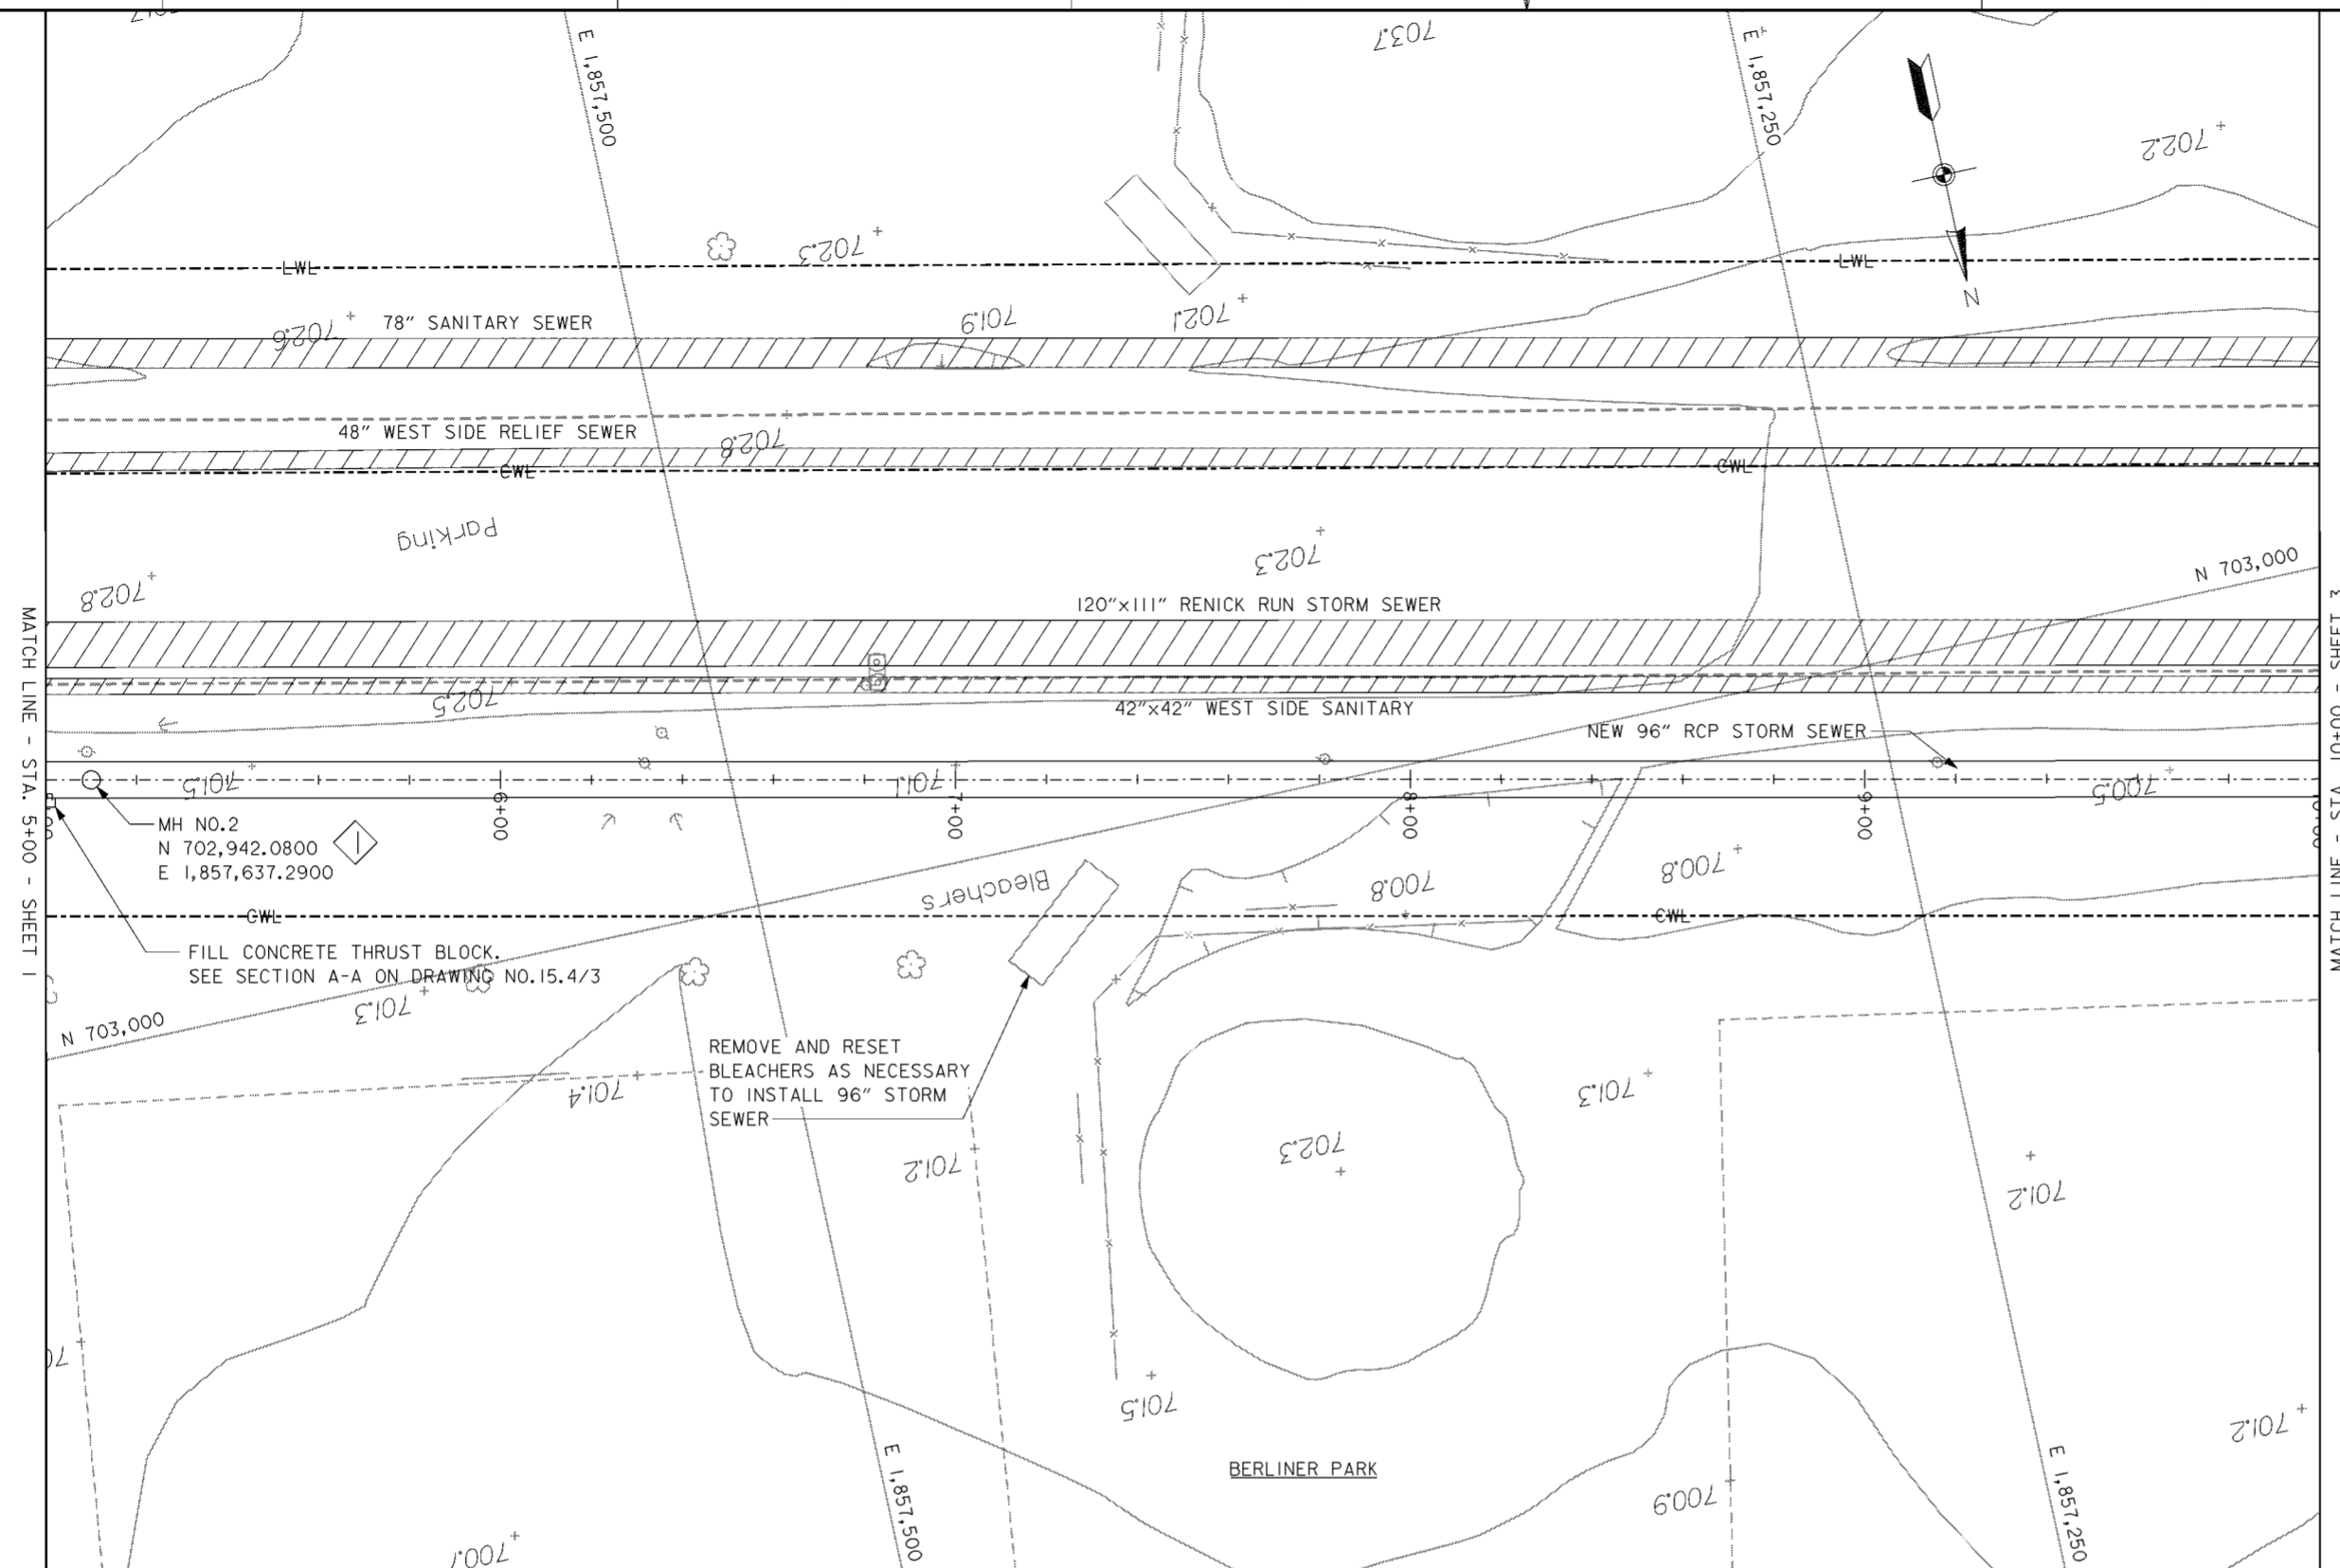 703.7
E 1,857,500
E 1,857,250
702.2
702.3
LWL
LWL
N
78" SANITARY SEWER
702.6
701.9
702.1
48" WEST SIDE RELIEF SEWER
702.8
CWL
CWL
Parking
702.3
N 703,000
702.8
120"x111" RENICK RUN STORM SEWER
702.5
42"x42" WEST SIDE SANITARY
NEW 96" RCP STORM SEWER
701.5
701.1
700.5
6+00
7+00
8+00
9+00
MH NO.2
N 702,942.0800
E 1,857,637.2900
1
MATCH LINE - STA. 5+00 - SHEET 1
MATCH LINE - STA. 10+00 - SHEET 3
Bleachers
700.8
700.8
CWL
CWL
FILL CONCRETE THRUST BLOCK.
SEE SECTION A-A ON DRAWING NO.15.4/3
701.3
N 703,000
REMOVE AND RESET
BLEACHERS AS NECESSARY
TO INSTALL 96" STORM
SEWER
701.4
701.3
702.3
701.2
701.2
701.5
701.2
BERLINER PARK
700.9
E 1,857,500
E 1,857,250